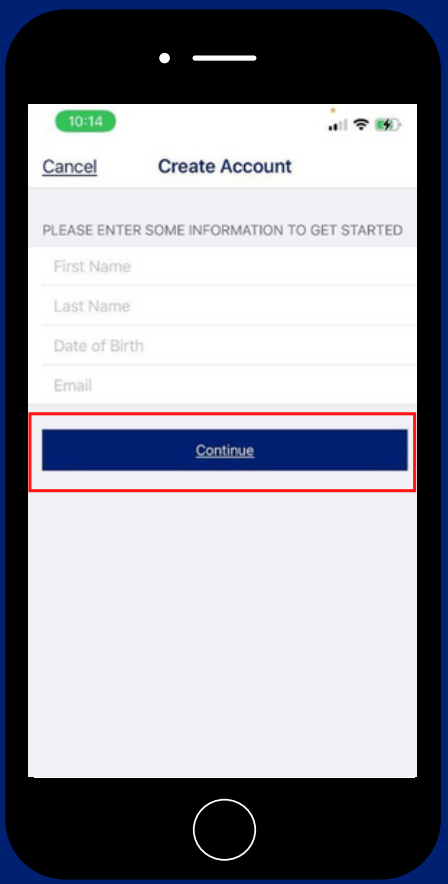 10:14
Cancel
Create Account
PLEASE ENTER SOME INFORMATION TO GET STARTED
First Name
Last Name
Date of Birth
Email
Continue